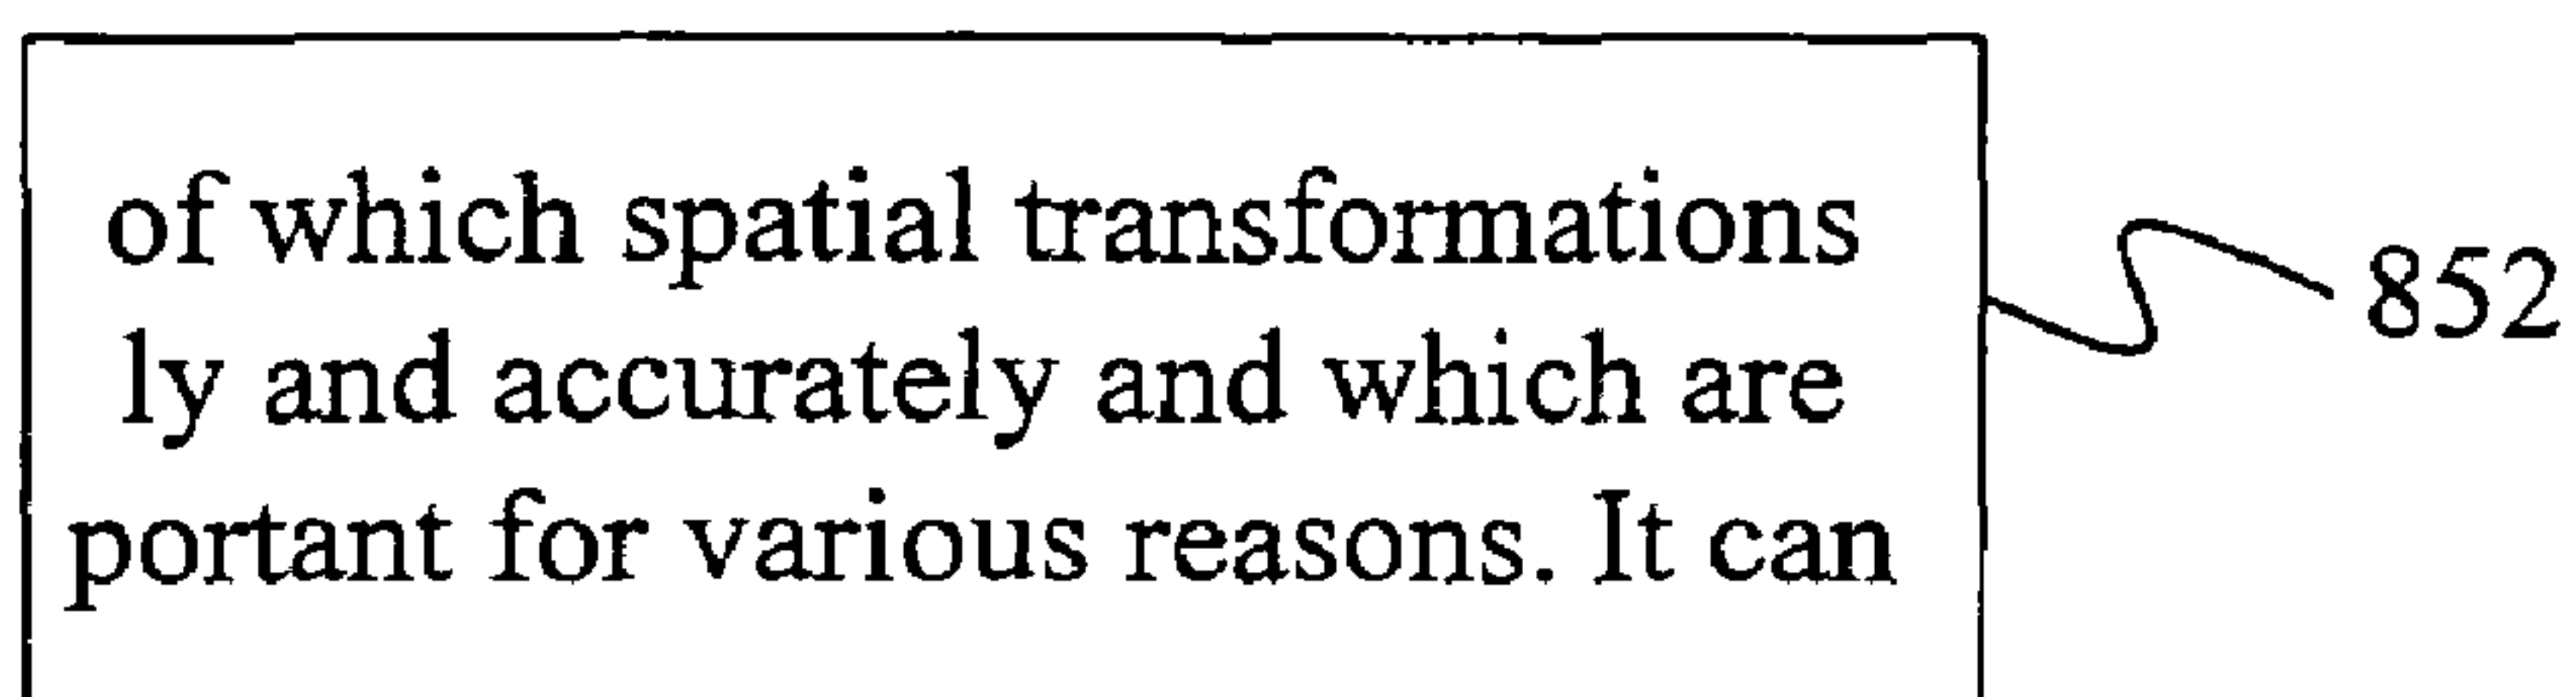 of which spatial transformations
ly and accurately and which are
portant for various reasons. It can
852